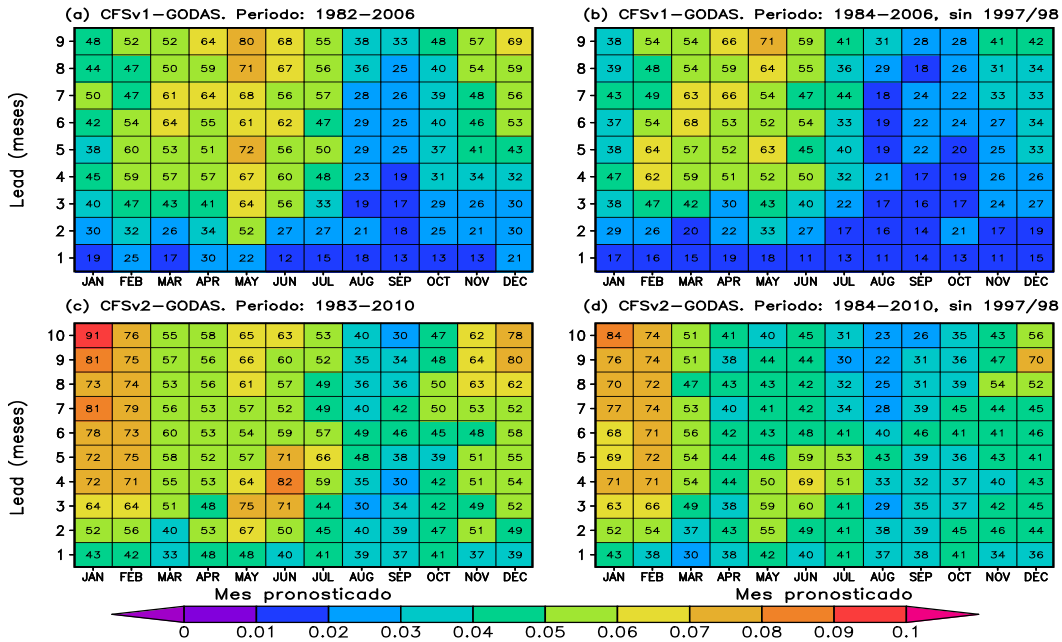 (a) CFSv1-GODAS. Periodo: 1982-2006
9 48 52 52 64 80 68 55 38 33 48 57 69
8 44 47 50 59 71 67 56 36 25 40 54 59
7 50 47 61 64 68 56 57 28 26 39 48 56
6 42 54 64 55 61 62 47 29 25 40 46 53
5 38 60 53 51 72 56 50 29 25 37 41 43
4 45 59 57 57 67 60 48 23 19 31 34 32
3 40 47 43 41 64 56 33 19 17 29 26 30
2 30 32 26 34 52 27 27 21 18 25 21 30
1 19 25 17 30 22 12 15 18 13 13 13 21
JAN FEB MAR APR MAY JUN JUL AUG SEP OCT NOV DEC
Lead (meses)
(b) CFSv1-GODAS. Periodo: 1984-2006, sin 1997/98
9 38 54 54 66 71 59 41 31 28 28 41 42
8 39 48 54 59 64 55 36 29 18 26 31 34
7 43 49 63 66 54 47 44 18 24 22 33 33
6 37 54 68 53 52 54 33 19 22 24 27 34
5 38 64 57 52 63 45 40 19 22 20 25 33
4 47 62 59 51 52 50 32 21 17 19 26 26
3 38 47 42 30 43 40 22 17 16 17 24 27
2 29 26 20 22 33 27 17 16 14 21 17 19
1 17 16 15 19 18 11 13 11 14 13 11 15
JAN FEB MAR APR MAY JUN JUL AUG SEP OCT NOV DEC
(c) CFSv2-GODAS. Periodo: 1983-2010
10 91 76 55 58 65 63 53 40 30 47 62 78
9 81 75 57 56 66 60 52 35 34 48 64 80
8 73 74 53 56 61 57 49 36 36 50 63 62
7 81 79 56 53 57 52 49 40 42 50 53 52
6 78 73 60 53 54 59 57 49 46 45 48 58
5 72 75 58 52 57 71 66 48 38 39 51 55
4 72 71 55 53 64 82 59 35 30 42 51 54
3 64 64 51 48 75 71 44 30 34 42 49 52
2 52 56 40 53 67 50 45 40 39 47 51 49
1 43 42 33 48 48 40 41 39 37 41 37 39
JAN FEB MAR APR MAY JUN JUL AUG SEP OCT NOV DEC
Lead (meses)
Mes pronosticado
(d) CFSv2-GODAS. Periodo: 1984-2010, sin 1997/98
10 84 74 51 41 40 45 31 23 26 35 43 56
9 76 74 51 38 44 44 30 22 31 36 47 70
8 70 72 47 43 43 42 32 25 31 39 54 52
7 77 74 53 40 41 42 34 28 39 45 44 45
6 68 71 56 42 43 48 41 40 46 41 41 46
5 69 72 54 44 46 59 53 43 39 36 41 44
4 71 71 54 44 50 69 51 33 32 37 40 43
3 63 66 49 38 59 60 41 29 35 38 41 44
2 52 54 37 43 55 49 41 38 39 45 46 44
1 43 38 30 38 42 40 41 37 38 41 34 36
JAN FEB MAR APR MAY JUN JUL AUG SEP OCT NOV DEC
Mes pronosticado
0 0.01 0.02 0.03 0.04 0.05 0.06 0.07 0.08 0.09 0.1